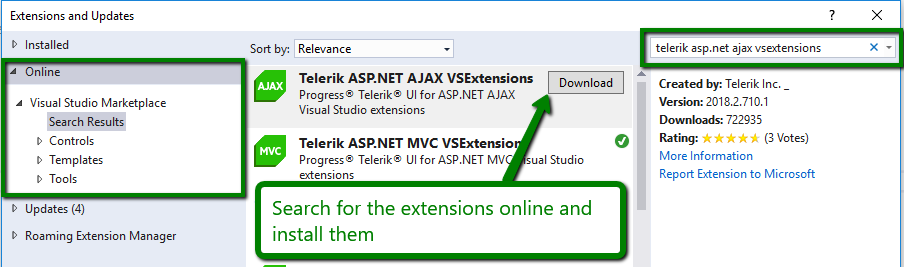 Extensions and Updates
? ×
Installed
Online
Visual Studio Marketplace
Search Results
Controls
Templates
Tools
Updates (4)
Roaming Extension Manager
Sort by: Relevance
AJAX
Telerik ASP.NET AJAX VSExtensions
Download
Progress® Telerik® UI for ASP.NET AJAX
Visual Studio extensions
MVC
Telerik ASP.NET MVC VSExtension
Progress® Telerik® UI for ASP.NET MVC Visual Studio
extensions
Search for the extensions online and
install them
telerik asp.net ajax vsextensions
Created by: Telerik Inc. _
Version: 2018.2.710.1
Downloads: 722935
Rating: ★★★★★ (3 Votes)
More Information
Report Extension to Microsoft